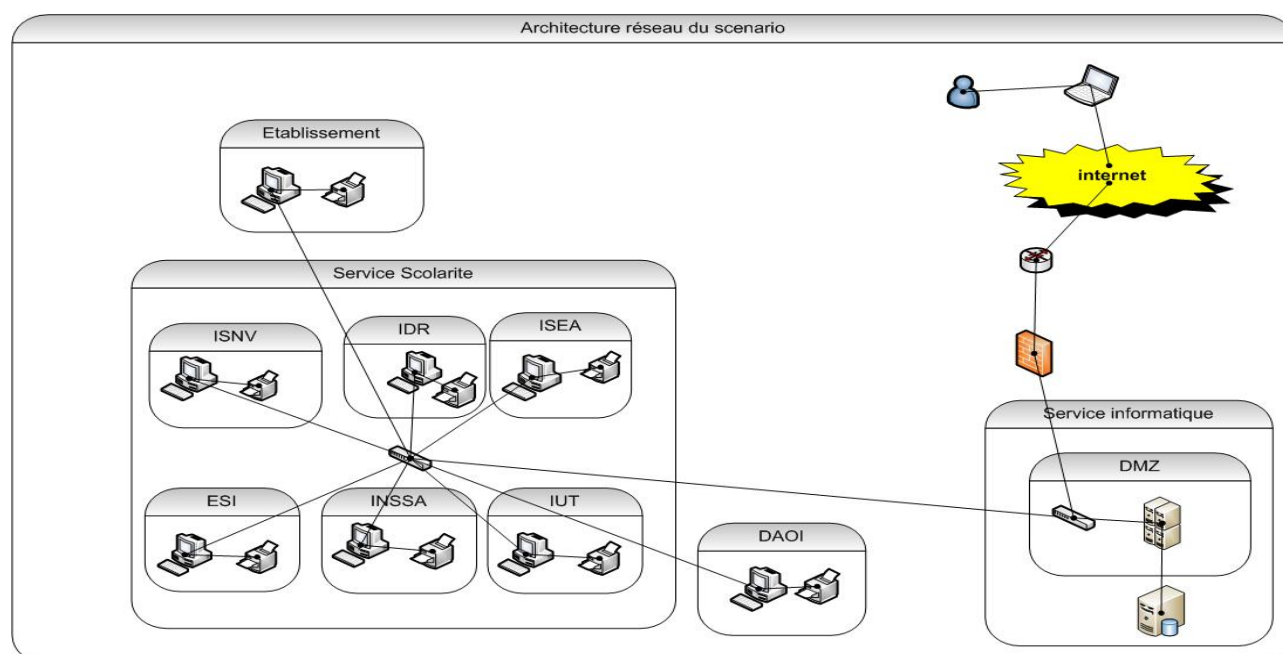 Architecture réseau du scenario
Etablissement
internet
Service Scolarite
ISNV
IDR
ISEA
ESI
INSSA
IUT
DAOI
Service informatique
DMZ